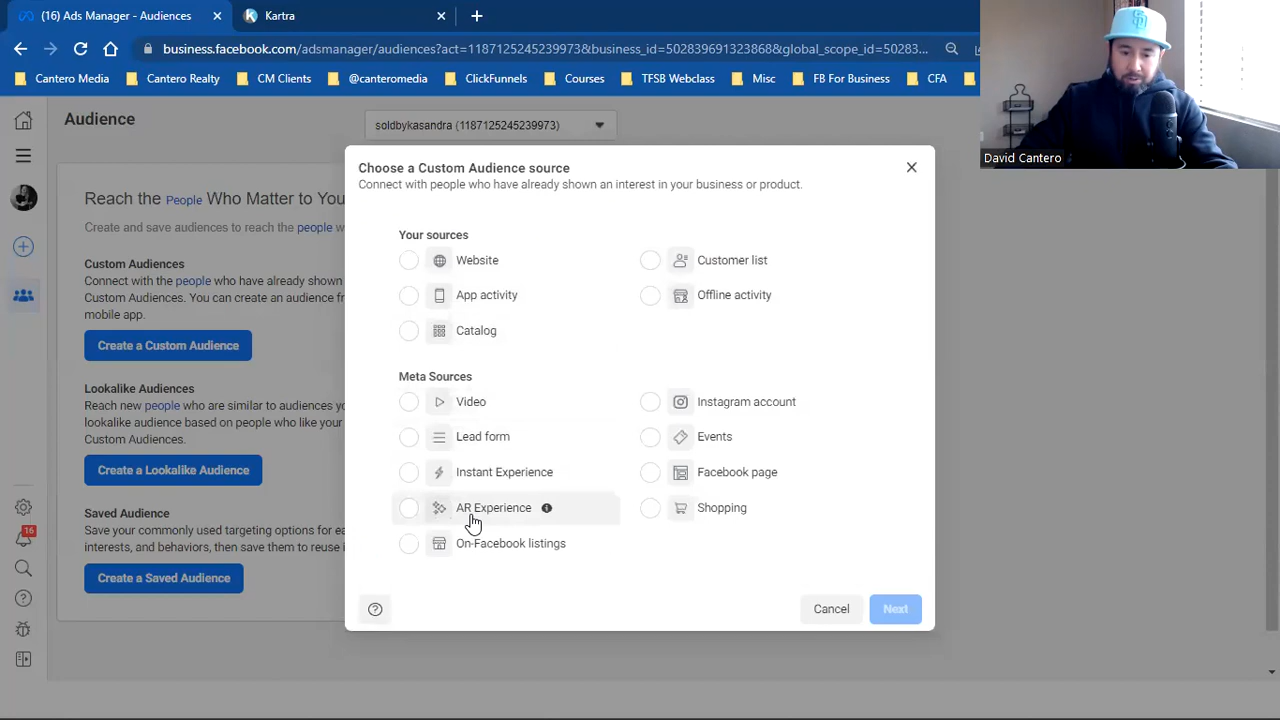 (16) Ads Manager - Audiences
Kartra
business.facebook.com/adsmanager/audiences?act=1187125245239973&business_id=502839691323868&global_scope_id=50283...
Cantero Media
Cantero Realty
CM Clients
@canteromedia
ClickFunnels
Courses
TFSB Webclass
Misc
FB For Business
CFA
David Cantero
Audience
soldbykasandra (1187125245239973)
Reach the People Who Matter to You
Create and save audiences to reach the people w
Custom Audiences
Connect with the people who have already shown
Custom Audiences. You can create an audience fr
mobile app.
Create a Custom Audience
Lookalike Audiences
Reach new people who are similar to audiences yo
lookalike audience based on people who like your
Custom Audiences.
Create a Lookalike Audience
Saved Audience
Save your commonly used targeting options for ea
interests, and behaviors, then save them to reuse
Create a Saved Audience
16
Choose a Custom Audience source
Connect with people who have already shown an interest in your business or product.
Your sources
Website
Customer list
App activity
Offline activity
Catalog
Meta Sources
Video
Instagram account
Lead form
Events
Instant Experience
Facebook page
AR Experience
Shopping
On-Facebook listings
Cancel
Next